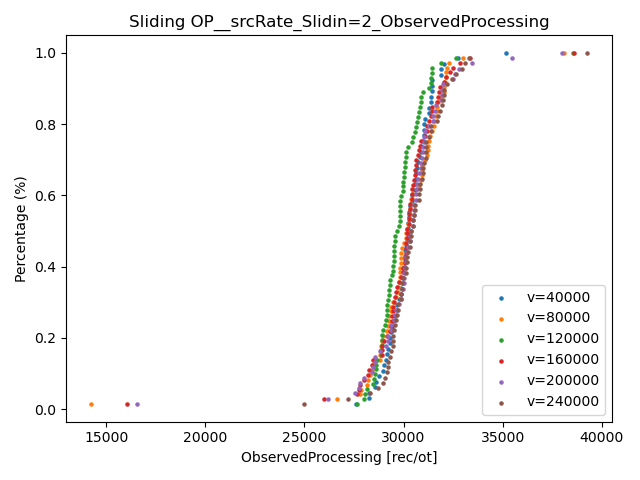 Sliding OP__srcRate_Slidin=2_ObservedProcessing
1.0
0.8
0.6
0.4
0.2
0.0
Percentage (%)
v=40000
v=80000
v=120000
v=160000
v=200000
v=240000
15000 20000 25000 30000 35000 40000
ObservedProcessing [rec/ot]